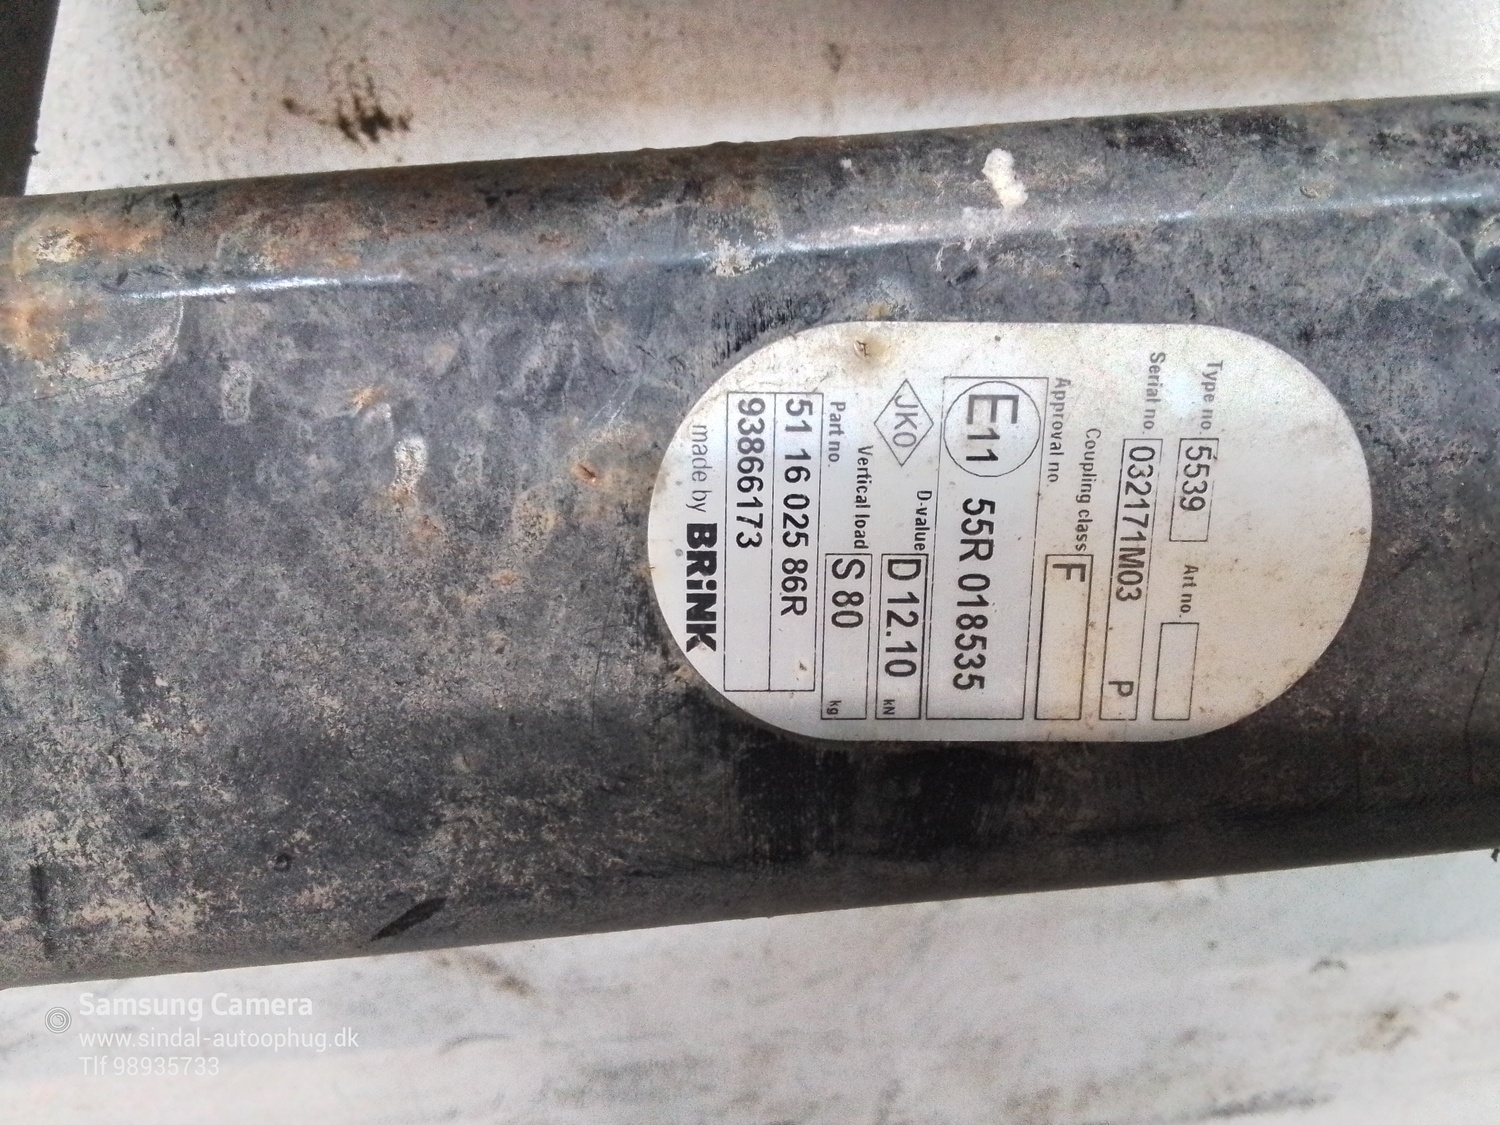 Type no. 5539 Art no.
Serial no. 032171M03 P
Coupling class F
Approval no.
E11 55R 018535
JKO D-value D 12.10 kN
Vertical load S 80 kg
Part no.
51 16 025 86R
93866173
made by BRiNK
Samsung Camera
www.sindal-autoophug.dk
Tlf 98935733